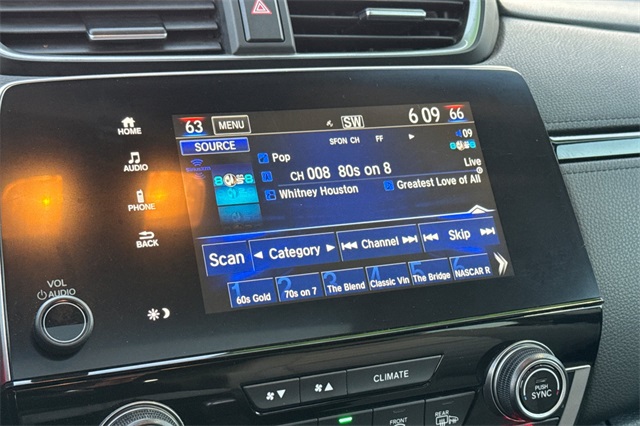 63 MENU SW 6 09 66
SOURCE SFON CH FF 09
HOME
AUDIO
PHONE
BACK
VOL
AUDIO
Pop
CH 008 80s on 8 Live
Whitney Houston Greatest Love of All
Scan Category Channel Skip
1 2 3 4 5 6
60s Gold 70s on 7 The Blend Classic Vin The Bridge NASCAR R
CLIMATE
PUSH
SYNC
FRONT REAR